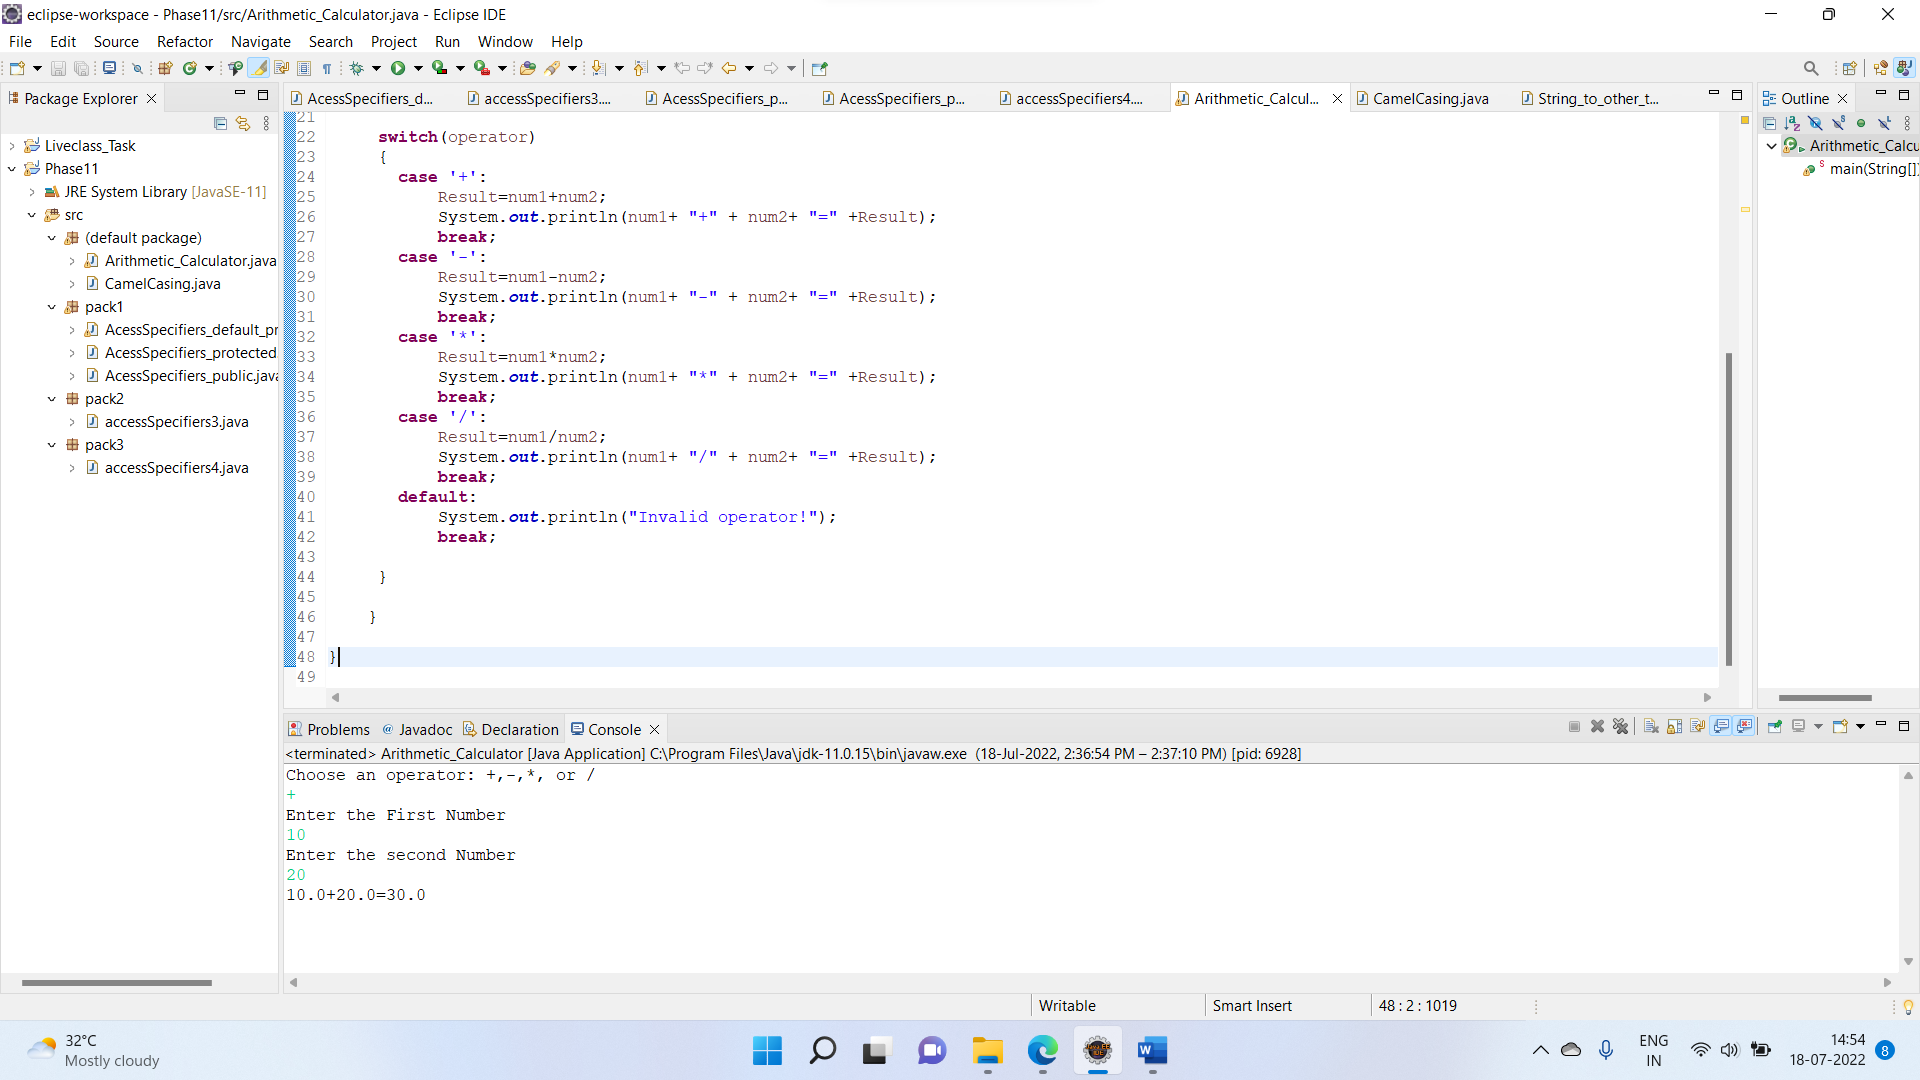 eclipse-workspace - Phase11/src/Arithmetic_Calculator.java - Eclipse IDE
File Edit Source Refactor Navigate Search Project Run Window Help
Package Explorer
AcessSpecifiers_d...
accessSpecifiers3....
AcessSpecifiers_p...
AcessSpecifiers_p...
accessSpecifiers4....
Arithmetic_Calcul...
CamelCasing.java
String_to_other_t...
Outline
Liveclass_Task
Phase11
JRE System Library [JavaSE-11]
src
(default package)
Arithmetic_Calculator.java
CamelCasing.java
pack1
AcessSpecifiers_default_pr
AcessSpecifiers_protected
AcessSpecifiers_public.java
pack2
accessSpecifiers3.java
pack3
accessSpecifiers4.java
21
22 switch(operator)
23 {
24 case '+':
25 Result=num1+num2;
26 System.out.println(num1+ "+" + num2+ "=" +Result);
27 break;
28 case '-':
29 Result=num1-num2;
30 System.out.println(num1+ "-" + num2+ "=" +Result);
31 break;
32 case '*':
33 Result=num1*num2;
34 System.out.println(num1+ "*" + num2+ "=" +Result);
35 break;
36 case '/':
37 Result=num1/num2;
38 System.out.println(num1+ "/" + num2+ "=" +Result);
39 break;
40 default:
41 System.out.println("Invalid operator!");
42 break;
43
44 }
45
46 }
47
48 }
49
Arithmetic_Calcu
main(String[])
Problems @ Javadoc Declaration Console
<terminated> Arithmetic_Calculator [Java Application] C:\Program Files\Java\jdk-11.0.15\bin\javaw.exe (18-Jul-2022, 2:36:54 PM – 2:37:10 PM) [pid: 6928]
Choose an operator: +,-,*, or /
+
Enter the First Number
10
Enter the second Number
20
10.0+20.0=30.0
Writable
Smart Insert
48 : 2 : 1019
32°C
Mostly cloudy
ENG
IN
14:54
18-07-2022
8